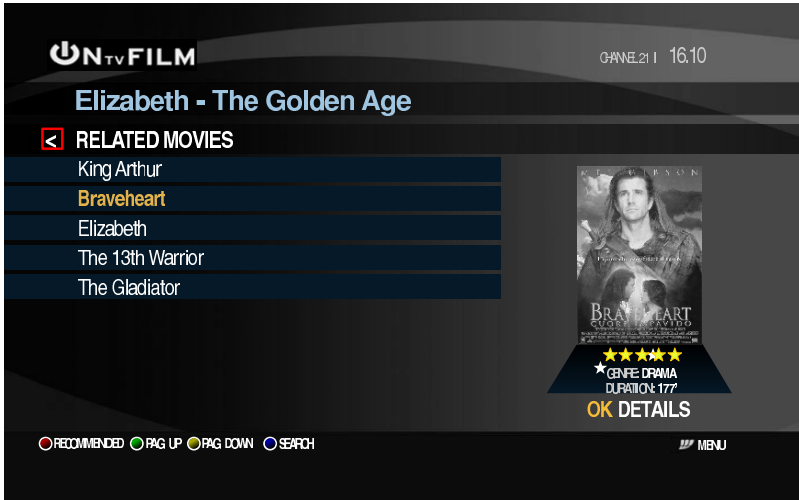 ONTVFILM
CHANNEL 21 | 16.10
Elizabeth - The Golden Age
< RELATED MOVIES
King Arthur
Braveheart
Elizabeth
The 13th Warrior
The Gladiator
BRAVEHEART
CUORE IMPAVIDO
GENRE: DRAMA
DURATION: 177'
OK DETAILS
RECOMMENDED PAG UP PAG DOWN SEARCH
MENU